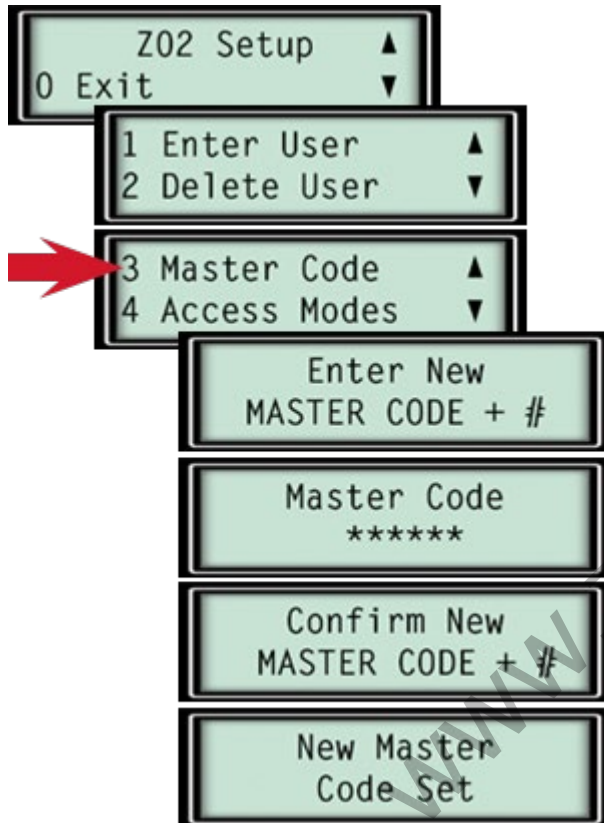 ZO2 Setup ▲
0 Exit ▼
1 Enter User ▲
2 Delete User ▼
3 Master Code ▲
4 Access Modes ▼
Enter New
MASTER CODE + #
Master Code
******
Confirm New
MASTER CODE + #
New Master
Code Set
www